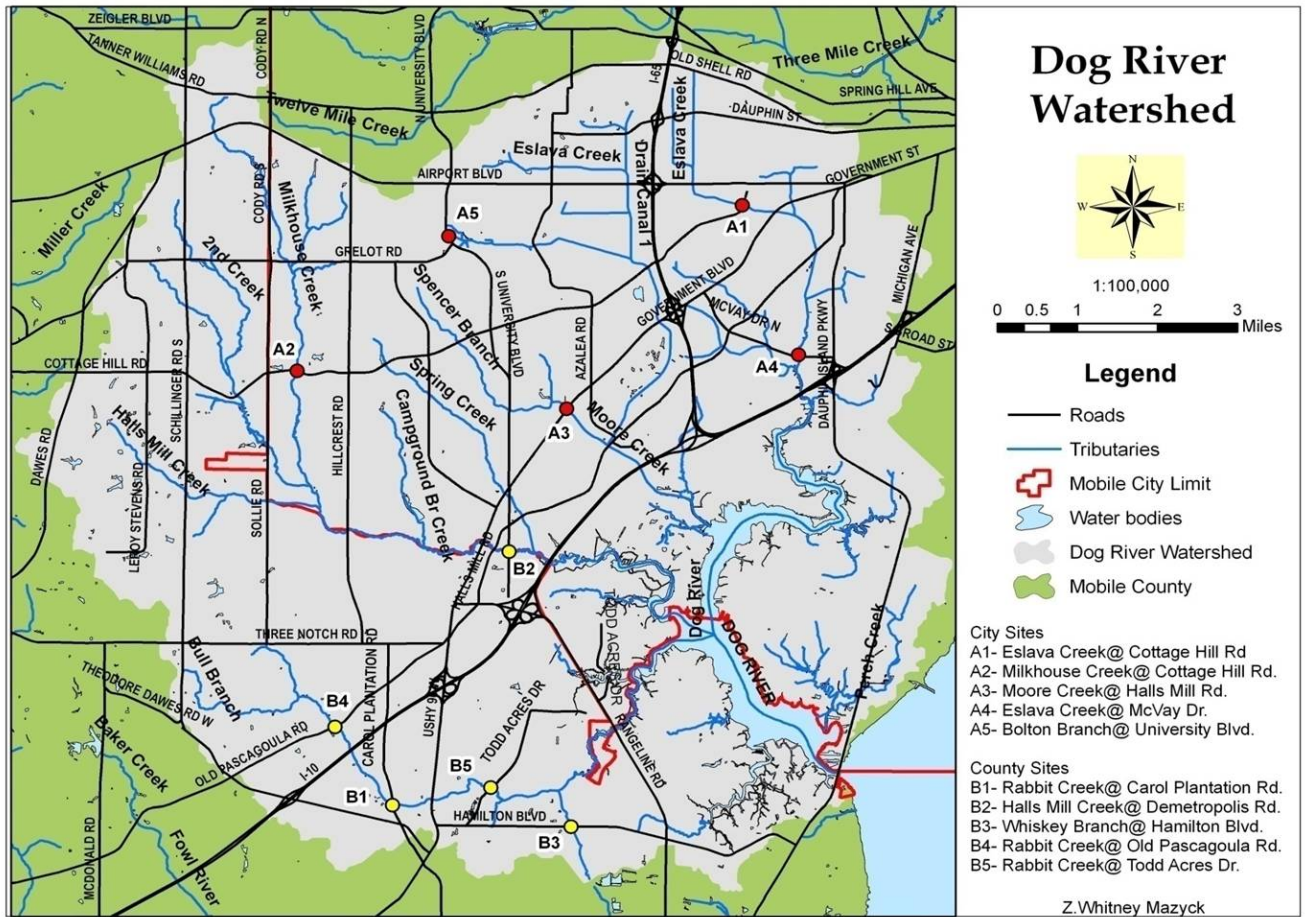 ZEIGLER BLVD
TANNER WILLIAMS RD
CODY RD N
N UNIVERSITY BLVD
Three Mile Creek
OLD SHELL RD
I-65
SPRING HILL AVE
Twelve Mile Creek
DAUPHIN ST
Eslava Creek
Eslava Creek
Drain Canal 1
AIRPORT BLVD
GOVERNMENT ST
Miller Creek
CODY RD S
Milkhouse Creek
A5
A1
2nd Creek
GRELOT RD
Spencer Branch
S UNIVERSITY BLVD
GOVERNMENT BLVD
MICHIGAN AVE
MCVAY DR N
AZALEA RD
S BROAD ST
COTTAGE HILL RD
SCHILLINGER RD S
A2
A4
DAUPHIN ISLAND PKWY
Spring Creek
Halls Mill Creek
HILLCREST RD
Campground Br Creek
A3
Moore Creek
DAWES RD
LEROY STEVENS RD
SOLLIE RD
HALLS MILL RD
B2
TODD ACRES DR
Dog River
DOG RIVER
Perch Creek
THREE NOTCH RD
Bull Branch
THEODORE DAWES RD W
CAROL PLANTATION RD
B4
OLD PASCAGOULA RD
TODD ACRES DR
RANGELINE RD
Baker Creek
I-10
B5
B1
HAMILTON BLVD
B3
MCDONALD RD
Fowl River
Dog River
Watershed
N
W
E
S
1:100,000
0 0.5 1 2 3
Miles
Legend
Roads
Tributaries
Mobile City Limit
Water bodies
Dog River Watershed
Mobile County
City Sites
A1- Eslava Creek@ Cottage Hill Rd
A2- Milkhouse Creek@ Cottage Hill Rd.
A3- Moore Creek@ Halls Mill Rd.
A4- Eslava Creek@ McVay Dr.
A5- Bolton Branch@ University Blvd.
County Sites
B1- Rabbit Creek@ Carol Plantation Rd.
B2- Halls Mill Creek@ Demetropolis Rd.
B3- Whiskey Branch@ Hamilton Blvd.
B4- Rabbit Creek@ Old Pascagoula Rd.
B5- Rabbit Creek@ Todd Acres Dr.
Z.Whitney Mazyck